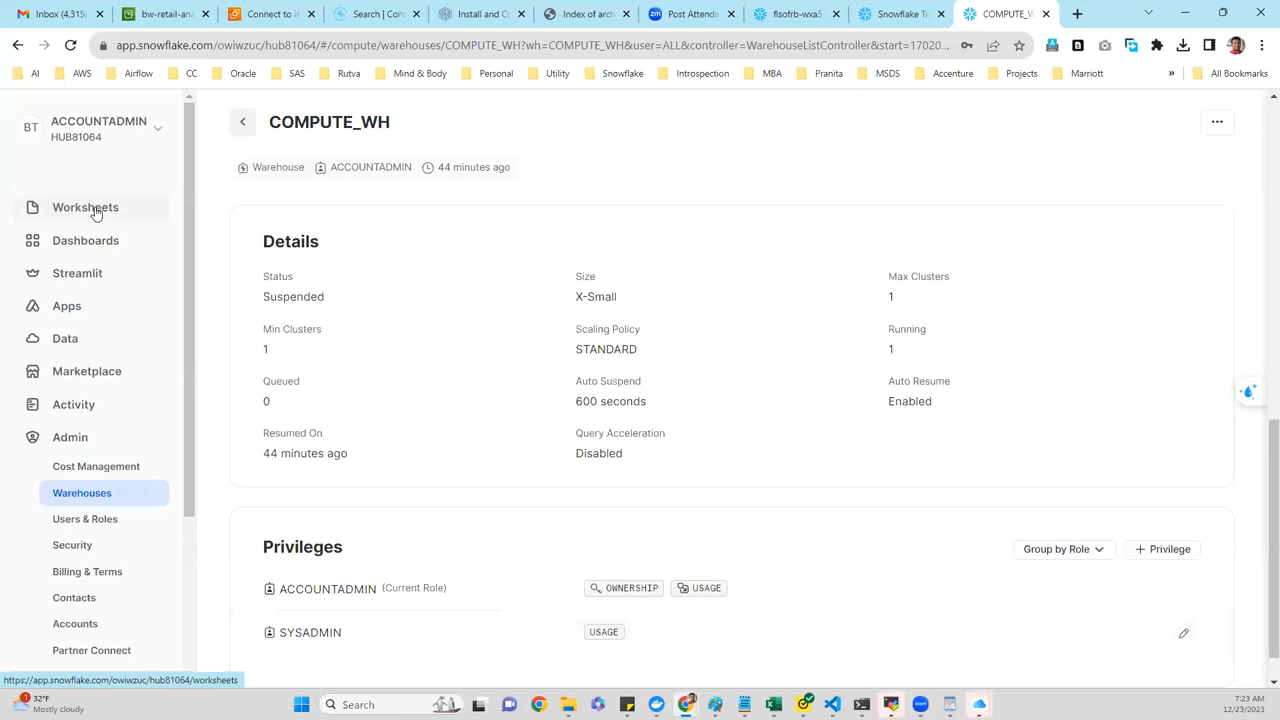 Inbox (4,315)
bw-retail-ana
Connect to in
Search | Con
Install and Co
Index of arch
Post Attende
flsofrb-wxa3
Snowflake Tr
COMPUTE_W
app.snowflake.com/owiwzuc/hub81064/#/compute/warehouses/COMPUTE_WH?wh=COMPUTE_WH&user=ALL&controller=WarehouseListController&start=17020...
AI
AWS
Airflow
CC
Oracle
SAS
Rutva
Mind & Body
Personal
Utility
Snowflake
Introspection
MBA
Pranita
MSDS
Accenture
Projects
Marriott
»
All Bookmarks
BT
ACCOUNTADMIN
HUB81064
Worksheets
Dashboards
Streamlit
Apps
Data
Marketplace
Activity
Admin
Cost Management
Warehouses
Users & Roles
Security
Billing & Terms
Contacts
Accounts
Partner Connect
COMPUTE_WH
Warehouse
ACCOUNTADMIN
44 minutes ago
Details
Status
Size
Max Clusters
Suspended
X-Small
1
Min Clusters
Scaling Policy
Running
1
STANDARD
1
Queued
Auto Suspend
Auto Resume
0
600 seconds
Enabled
Resumed On
Query Acceleration
44 minutes ago
Disabled
Privileges
Group by Role
+ Privilege
ACCOUNTADMIN (Current Role)
OWNERSHIP
USAGE
SYSADMIN
USAGE
https://app.snowflake.com/owiwzuc/hub81064/worksheets
1
32°F
Mostly cloudy
Search
7:23 AM
12/23/2023